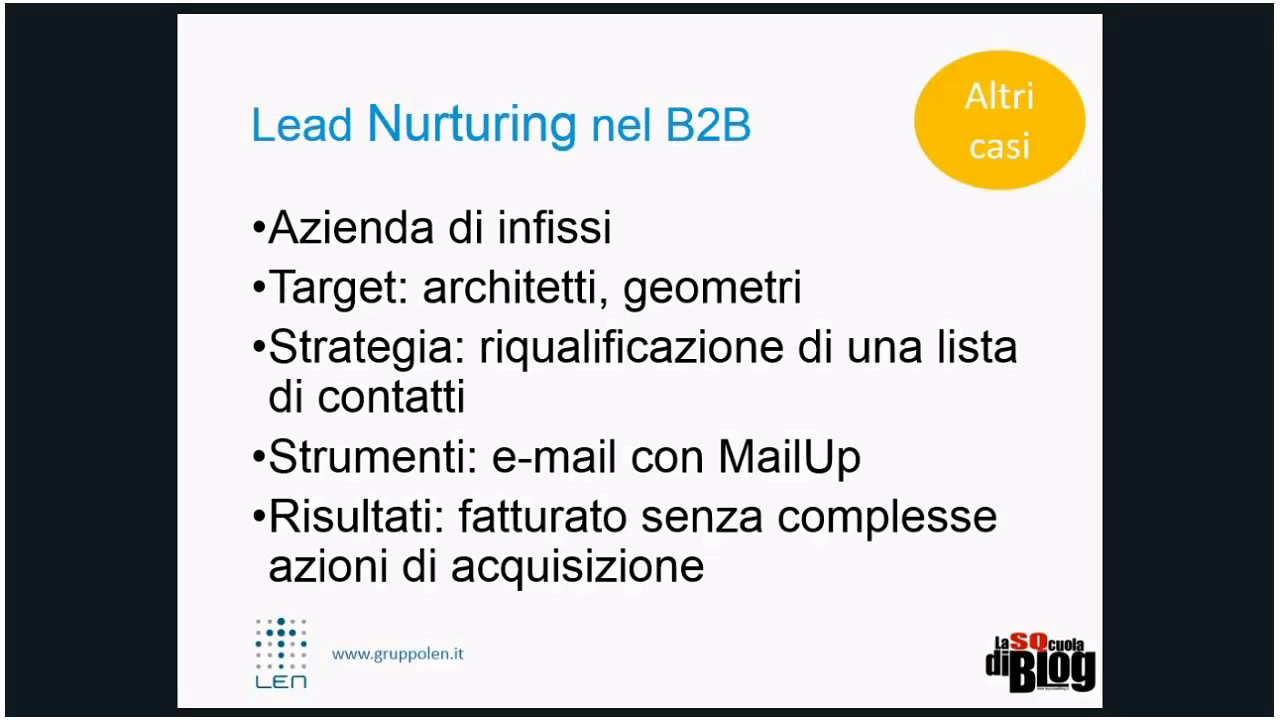 Altri
casi
Lead Nurturing nel B2B
•Azienda di infissi
•Target: architetti, geometri
•Strategia: riqualificazione di una lista
di contatti
•Strumenti: e-mail con MailUp
•Risultati: fatturato senza complesse
azioni di acquisizione
LEN
www.gruppolen.it
La SQcuola
di BLog